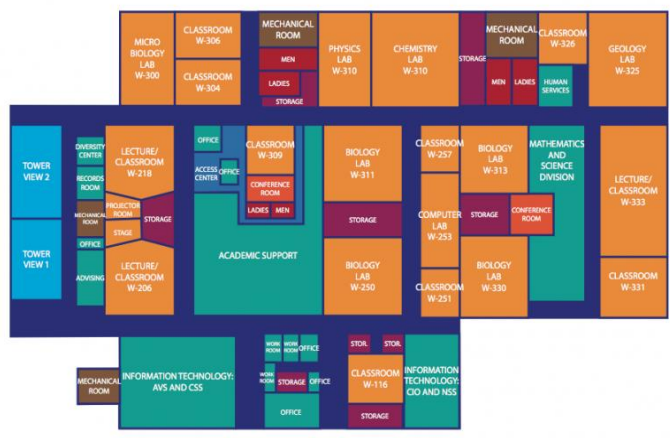 MICRO
BIOLOGY
LAB
W-300
CLASSROOM
W-306
CLASSROOM
W-304
MECHANICAL
ROOM
MEN
LADIES
STORAGE
PHYSICS
LAB
W-310
CHEMISTRY
LAB
W-310
STORAGE
MECHANICAL
ROOM
MEN
LADIES
CLASSROOM
W-326
HUMAN
SERVICES
GEOLOGY
LAB
W-325
TOWER
VIEW 2
TOWER
VIEW 1
DIVERSITY
CENTER
RECORDS
ROOM
MECHANICAL
ROOM
OFFICE
ADVISING
LECTURE/
CLASSROOM
W-218
PROJECTOR
ROOM
STAGE
STORAGE
LECTURE/
CLASSROOM
W-206
OFFICE
ACCESS
CENTER
OFFICE
CLASSROOM
W-309
CONFERENCE
ROOM
LADIES
MEN
ACADEMIC SUPPORT
BIOLOGY
LAB
W-311
STORAGE
BIOLOGY
LAB
W-250
CLASSROOM
W-257
COMPUTER
LAB
W-253
CLASSROOM
W-251
BIOLOGY
LAB
W-313
STORAGE
CONFERENCE
ROOM
BIOLOGY
LAB
W-330
MATHEMATICS
AND
SCIENCE
DIVISION
LECTURE/
CLASSROOM
W-333
CLASSROOM
W-331
MECHANICAL
ROOM
INFORMATION TECHNOLOGY:
AVS AND CSS
WORK
ROOM
WORK
ROOM
OFFICE
WORK
ROOM
STORAGE
OFFICE
OFFICE
STOR.
STOR.
CLASSROOM
W-116
STORAGE
INFORMATION
TECHNOLOGY:
CIO AND NSS